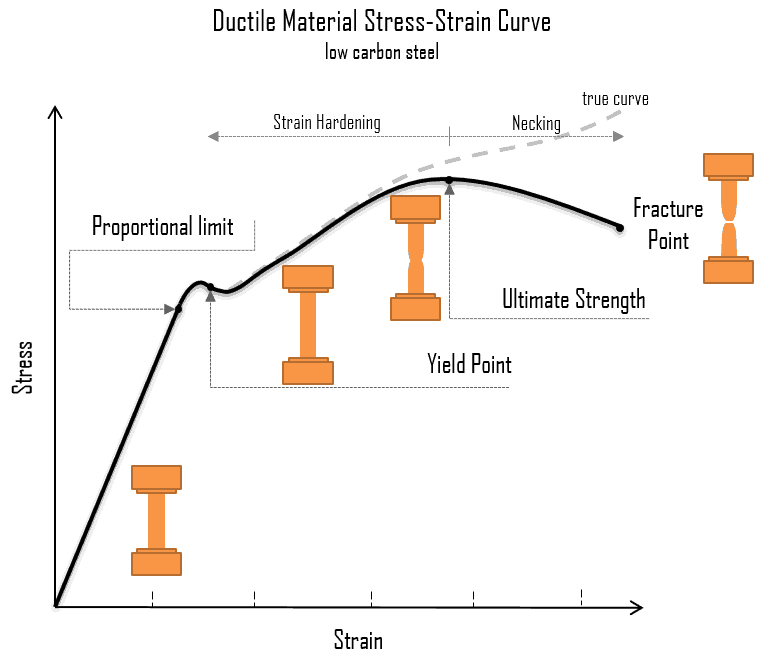 Ductile Material Stress-Strain Curve
low carbon steel
true curve
Strain Hardening
Necking
Proportional limit
Fracture
Point
Ultimate Strength
Yield Point
Stress
Strain